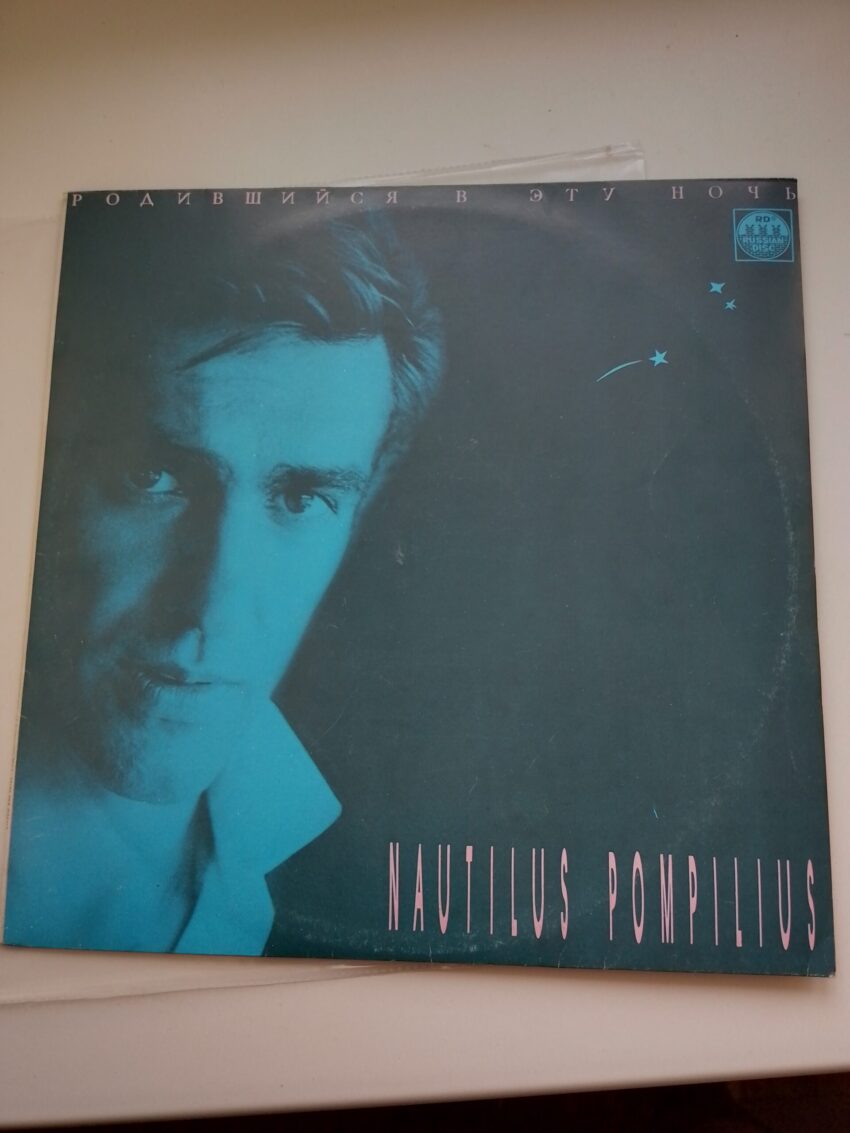 РОДИВШИЙСЯ В ЭТУ НОЧЬ
RD®
RUSSIAN
DISC
NAUTILUS POMPILIUS